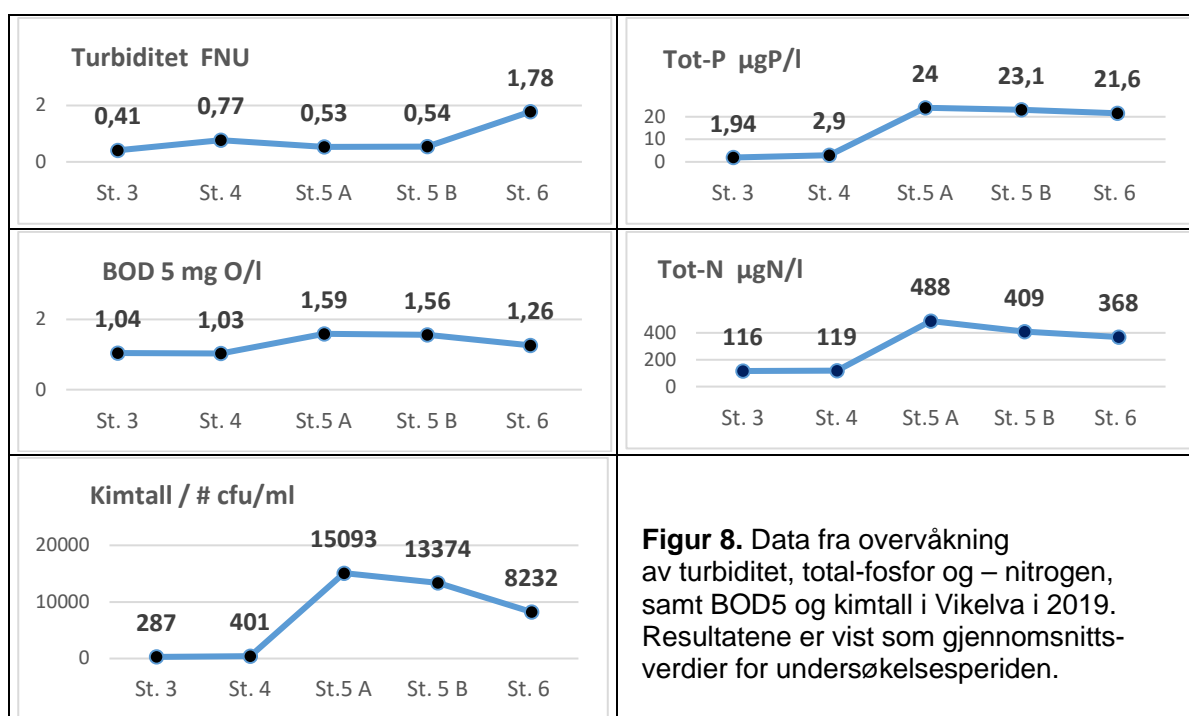 Turbiditet FNU
2
0
0,41
0,77
0,53
0,54
1,78
St. 3
St. 4
St.5 A
St. 5 B
St. 6
Tot-P µgP/l
20
10
0
1,94
2,9
24
23,1
21,6
St. 3
St. 4
St.5 A
St. 5 B
St. 6
BOD 5 mg O/l
2
0
1,04
1,03
1,59
1,56
1,26
St. 3
St. 4
St.5 A
St. 5 B
St. 6
Tot-N µgN/l
400
200
0
116
119
488
409
368
St. 3
St. 4
St.5 A
St. 5 B
St. 6
Kimtall / # cfu/ml
20000
10000
0
287
401
15093
13374
8232
St. 3
St. 4
St.5 A
St. 5 B
St. 6
Figur 8. Data fra overvåkning
av turbiditet, total-fosfor og – nitrogen,
samt BOD5 og kimtall i Vikelva i 2019.
Resultatene er vist som gjennomsnitts-
verdier for undersøkelsesperiden.